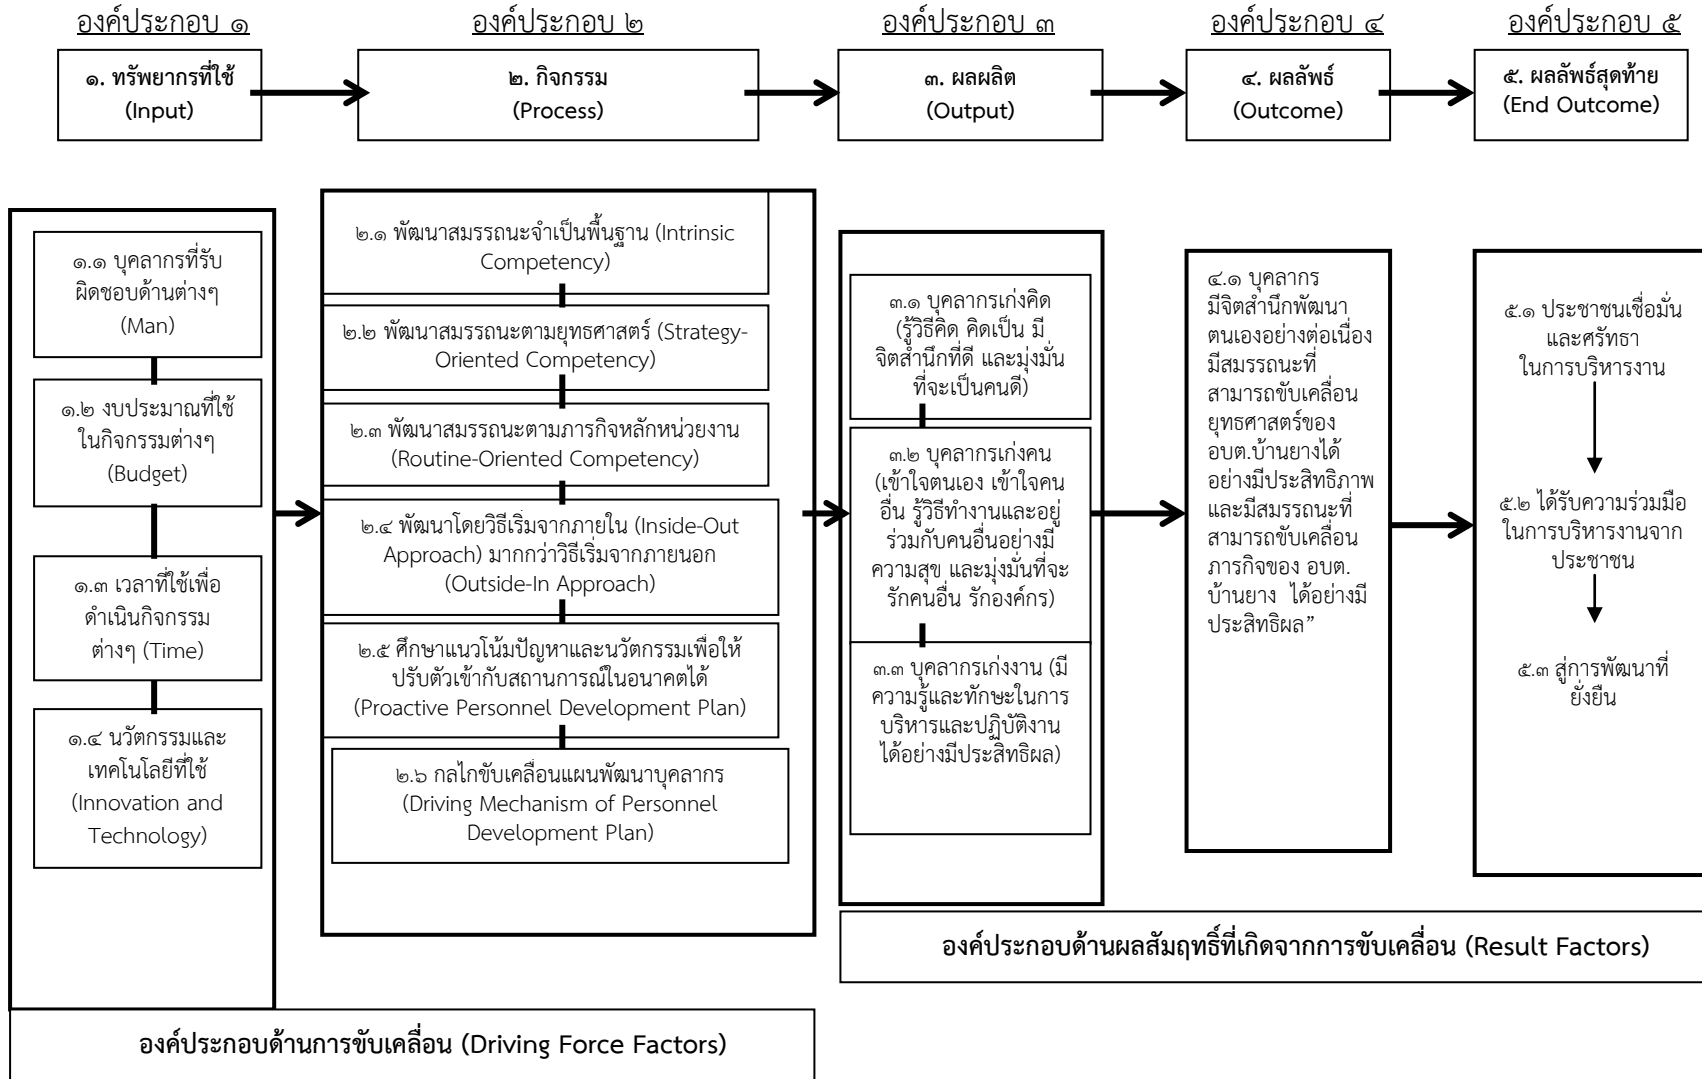 องค์ประกอบ ๑
องค์ประกอบ ๒
องค์ประกอบ ๓
องค์ประกอบ ๔
องค์ประกอบ ๕
๑. ทรัพยากรที่ใช้
(Input)
๒. กิจกรรม
(Process)
๓. ผลผลิต
(Output)
๔. ผลลัพธ์
(Outcome)
๕. ผลลัพธ์สุดท้าย
(End Outcome)
๑.๑ บุคลากรที่รับ
ผิดชอบด้านต่างๆ
(Man)
๑.๒ งบประมาณที่ใช้
ในกิจกรรมต่างๆ
(Budget)
๑.๓ เวลาที่ใช้เพื่อ
ดำเนินกิจกรรม
ต่างๆ (Time)
๑.๔ นวัตกรรมและ
เทคโนโลยีที่ใช้
(Innovation and
Technology)
๒.๑ พัฒนาสมรรถนะจำเป็นพื้นฐาน (Intrinsic
Competency)
๒.๒ พัฒนาสมรรถนะตามยุทธศาสตร์ (Strategy-
Oriented Competency)
๒.๓ พัฒนาสมรรถนะตามภารกิจหลักหน่วยงาน
(Routine-Oriented Competency)
๒.๔ พัฒนาโดยวิธีเริ่มจากภายใน (Inside-Out
Approach) มากกว่าวิธีเริ่มจากภายนอก
(Outside-In Approach)
๒.๕ ศึกษาแนวโน้มปัญหาและนวัตกรรมเพื่อให้
ปรับตัวเข้ากับสถานการณ์ในอนาคตได้
(Proactive Personnel Development Plan)
๒.๖ กลไกขับเคลื่อนแผนพัฒนาบุคลากร
(Driving Mechanism of Personnel
Development Plan)
๓.๑ บุคลากรเก่งคิด
(รู้วิธีคิด คิดเป็น มี
จิตสำนึกที่ดี และมุ่งมั่น
ที่จะเป็นคนดี)
๓.๒ บุคลากรเก่งคน
(เข้าใจตนเอง เข้าใจคน
อื่น รู้วิธีทำงานและอยู่
ร่วมกับคนอื่นอย่างมี
ความสุข และมุ่งมั่นที่จะ
รักคนอื่น รักองค์กร)
๓.๓ บุคลากรเก่งงาน (มี
ความรู้และทักษะในการ
บริหารและปฏิบัติงาน
ได้อย่างมีประสิทธิผล)
๔.๑ บุคลากร
มีจิตสำนึกพัฒนา
ตนเองอย่างต่อเนื่อง
มีสมรรถนะที่
สามารถขับเคลื่อน
ยุทธศาสตร์ของ
อบต.บ้านยางได้
อย่างมีประสิทธิภาพ
และมีสมรรถนะที่
สามารถขับเคลื่อน
ภารกิจของ อบต.
บ้านยาง ได้อย่างมี
ประสิทธิผล”
๕.๑ ประชาชนเชื่อมั่น
และศรัทธา
ในการบริหารงาน
๕.๒ ได้รับความร่วมมือ
ในการบริหารงานจาก
ประชาชน
๕.๓ สู่การพัฒนาที่
ยั่งยืน
องค์ประกอบด้านผลสัมฤทธิ์ที่เกิดจากการขับเคลื่อน (Result Factors)
องค์ประกอบด้านการขับเคลื่อน (Driving Force Factors)